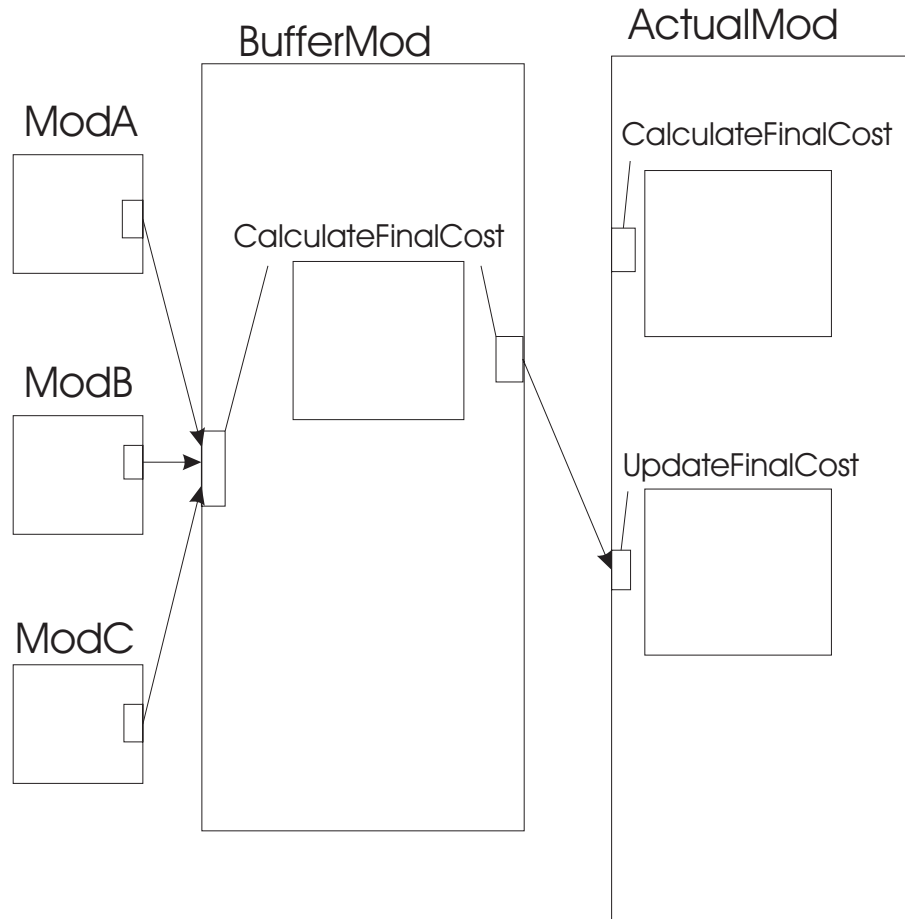 BufferMod
ActualMod
ModA
CalculateFinalCost
CalculateFinalCost
ModB
UpdateFinalCost
ModC